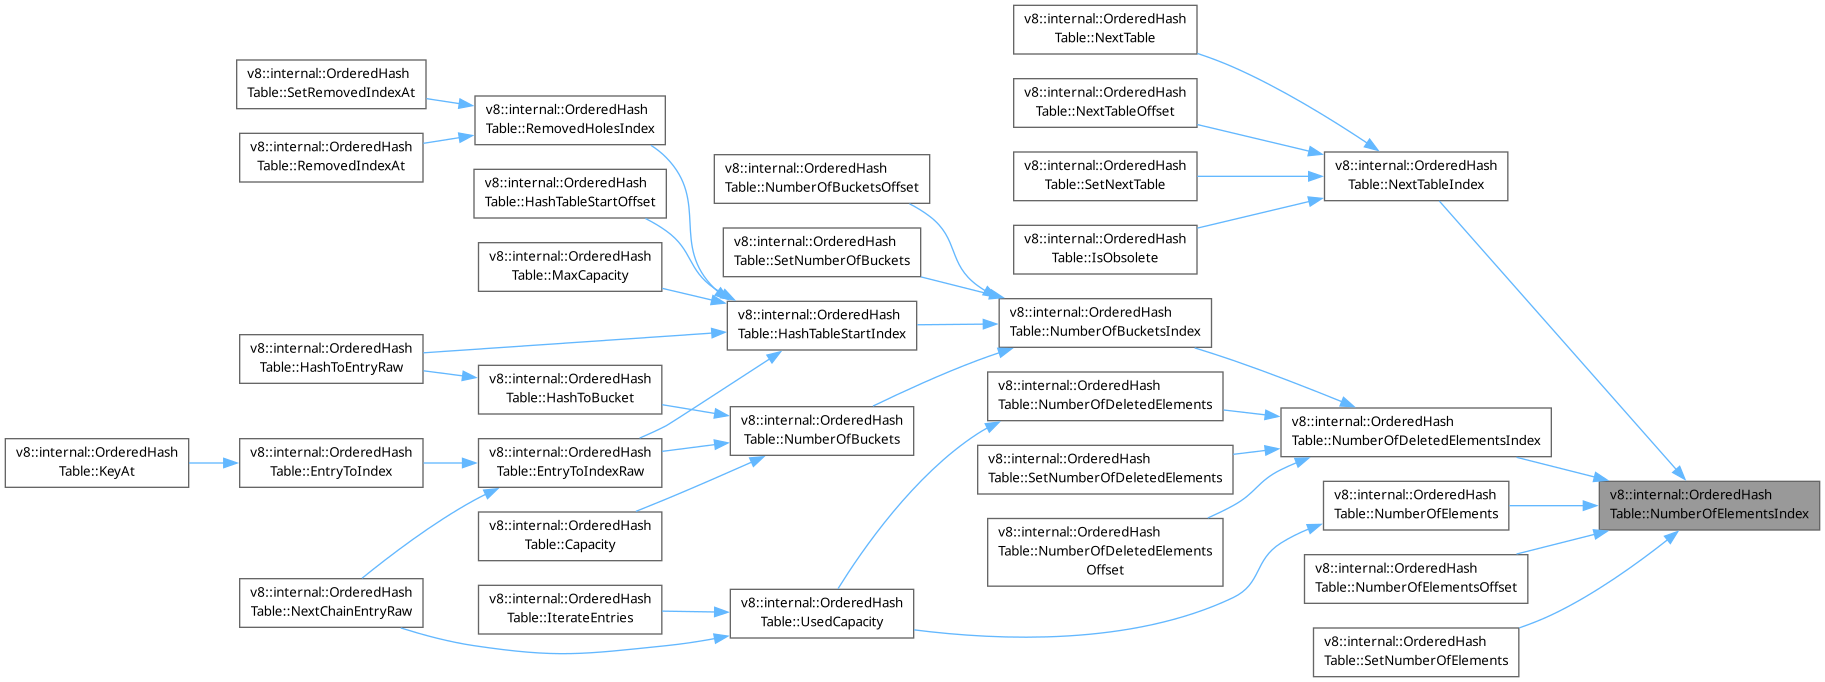 v8::internal::OrderedHash
Table::NextTable
v8::internal::OrderedHash
Table::SetRemovedIndexAt
v8::internal::OrderedHash
Table::NextTableOffset
v8::internal::OrderedHash
Table::RemovedHolesIndex
v8::internal::OrderedHash
Table::RemovedIndexAt
v8::internal::OrderedHash
Table::NumberOfBucketsOffset
v8::internal::OrderedHash
Table::SetNextTable
v8::internal::OrderedHash
Table::NextTableIndex
v8::internal::OrderedHash
Table::HashTableStartOffset
v8::internal::OrderedHash
Table::SetNumberOfBuckets
v8::internal::OrderedHash
Table::IsObsolete
v8::internal::OrderedHash
Table::MaxCapacity
v8::internal::OrderedHash
Table::HashTableStartIndex
v8::internal::OrderedHash
Table::NumberOfBucketsIndex
v8::internal::OrderedHash
Table::HashToEntryRaw
v8::internal::OrderedHash
Table::HashToBucket
v8::internal::OrderedHash
Table::NumberOfDeletedElements
v8::internal::OrderedHash
Table::NumberOfBuckets
v8::internal::OrderedHash
Table::NumberOfDeletedElementsIndex
v8::internal::OrderedHash
Table::KeyAt
v8::internal::OrderedHash
Table::EntryToIndex
v8::internal::OrderedHash
Table::EntryToIndexRaw
v8::internal::OrderedHash
Table::SetNumberOfDeletedElements
v8::internal::OrderedHash
Table::NumberOfElements
v8::internal::OrderedHash
Table::NumberOfElementsIndex
v8::internal::OrderedHash
Table::Capacity
v8::internal::OrderedHash
Table::NumberOfDeletedElements
Offset
v8::internal::OrderedHash
Table::NumberOfElementsOffset
v8::internal::OrderedHash
Table::NextChainEntryRaw
v8::internal::OrderedHash
Table::IterateEntries
v8::internal::OrderedHash
Table::UsedCapacity
v8::internal::OrderedHash
Table::SetNumberOfElements